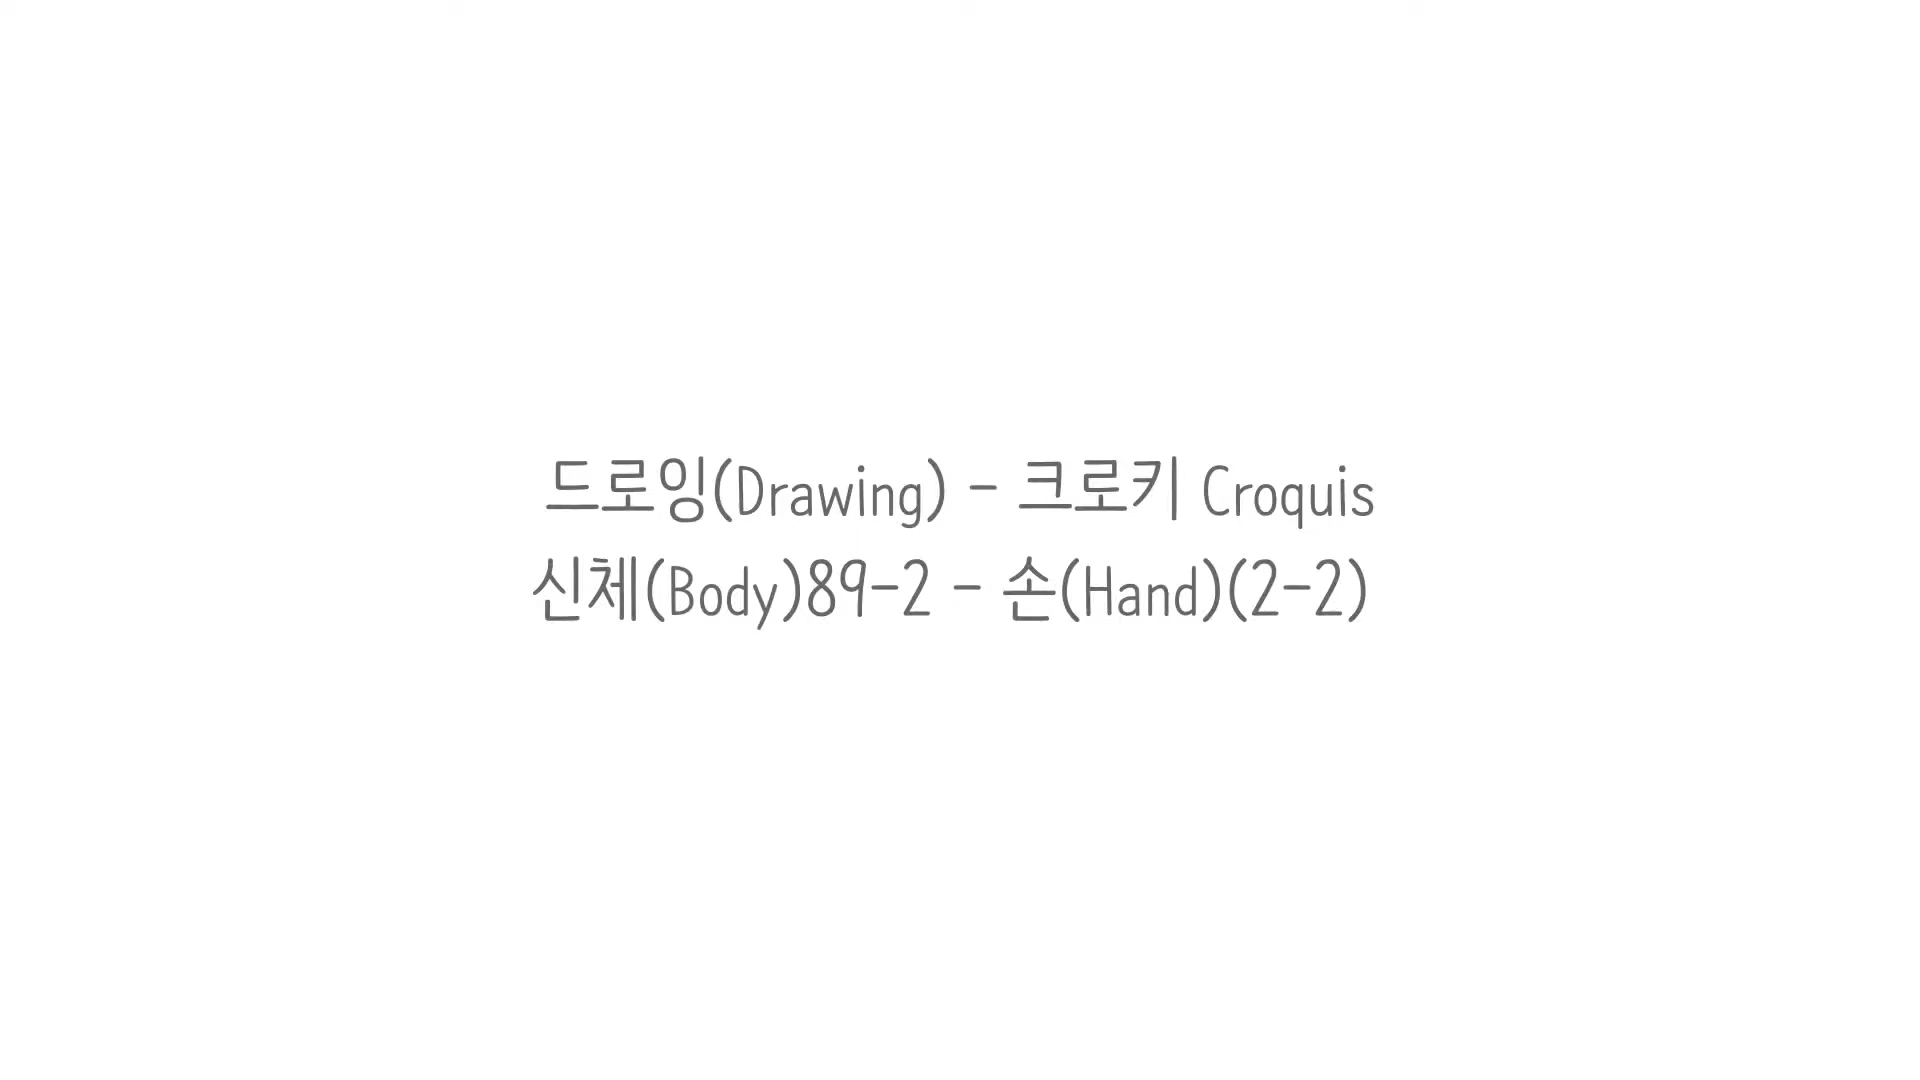 드로잉(Drawing) - 크로키 Croquis
신체(Body)89-2 - 손(Hand)(2-2)